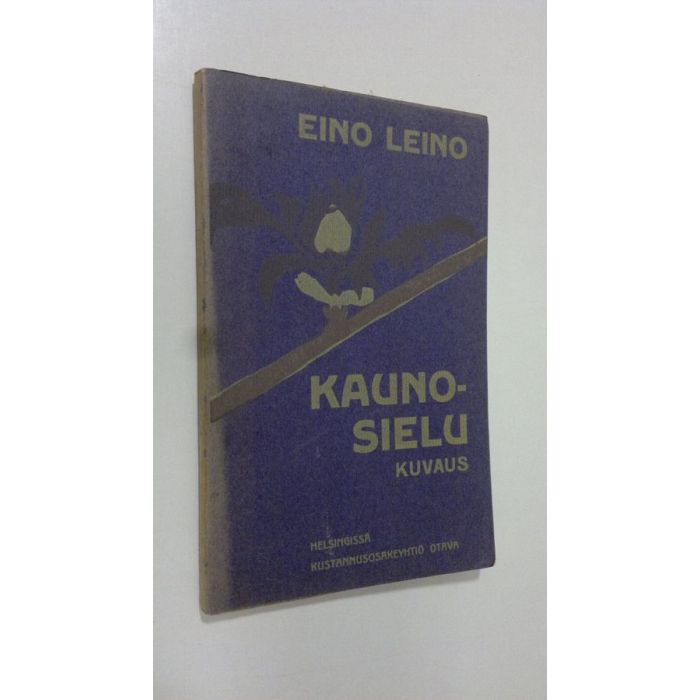 EINO LEINO
KAUNO-
SIELU
KUVAUS
HELSINGISSÄ
KUSTANNUSOSAKEYHTIÖ OTAVA